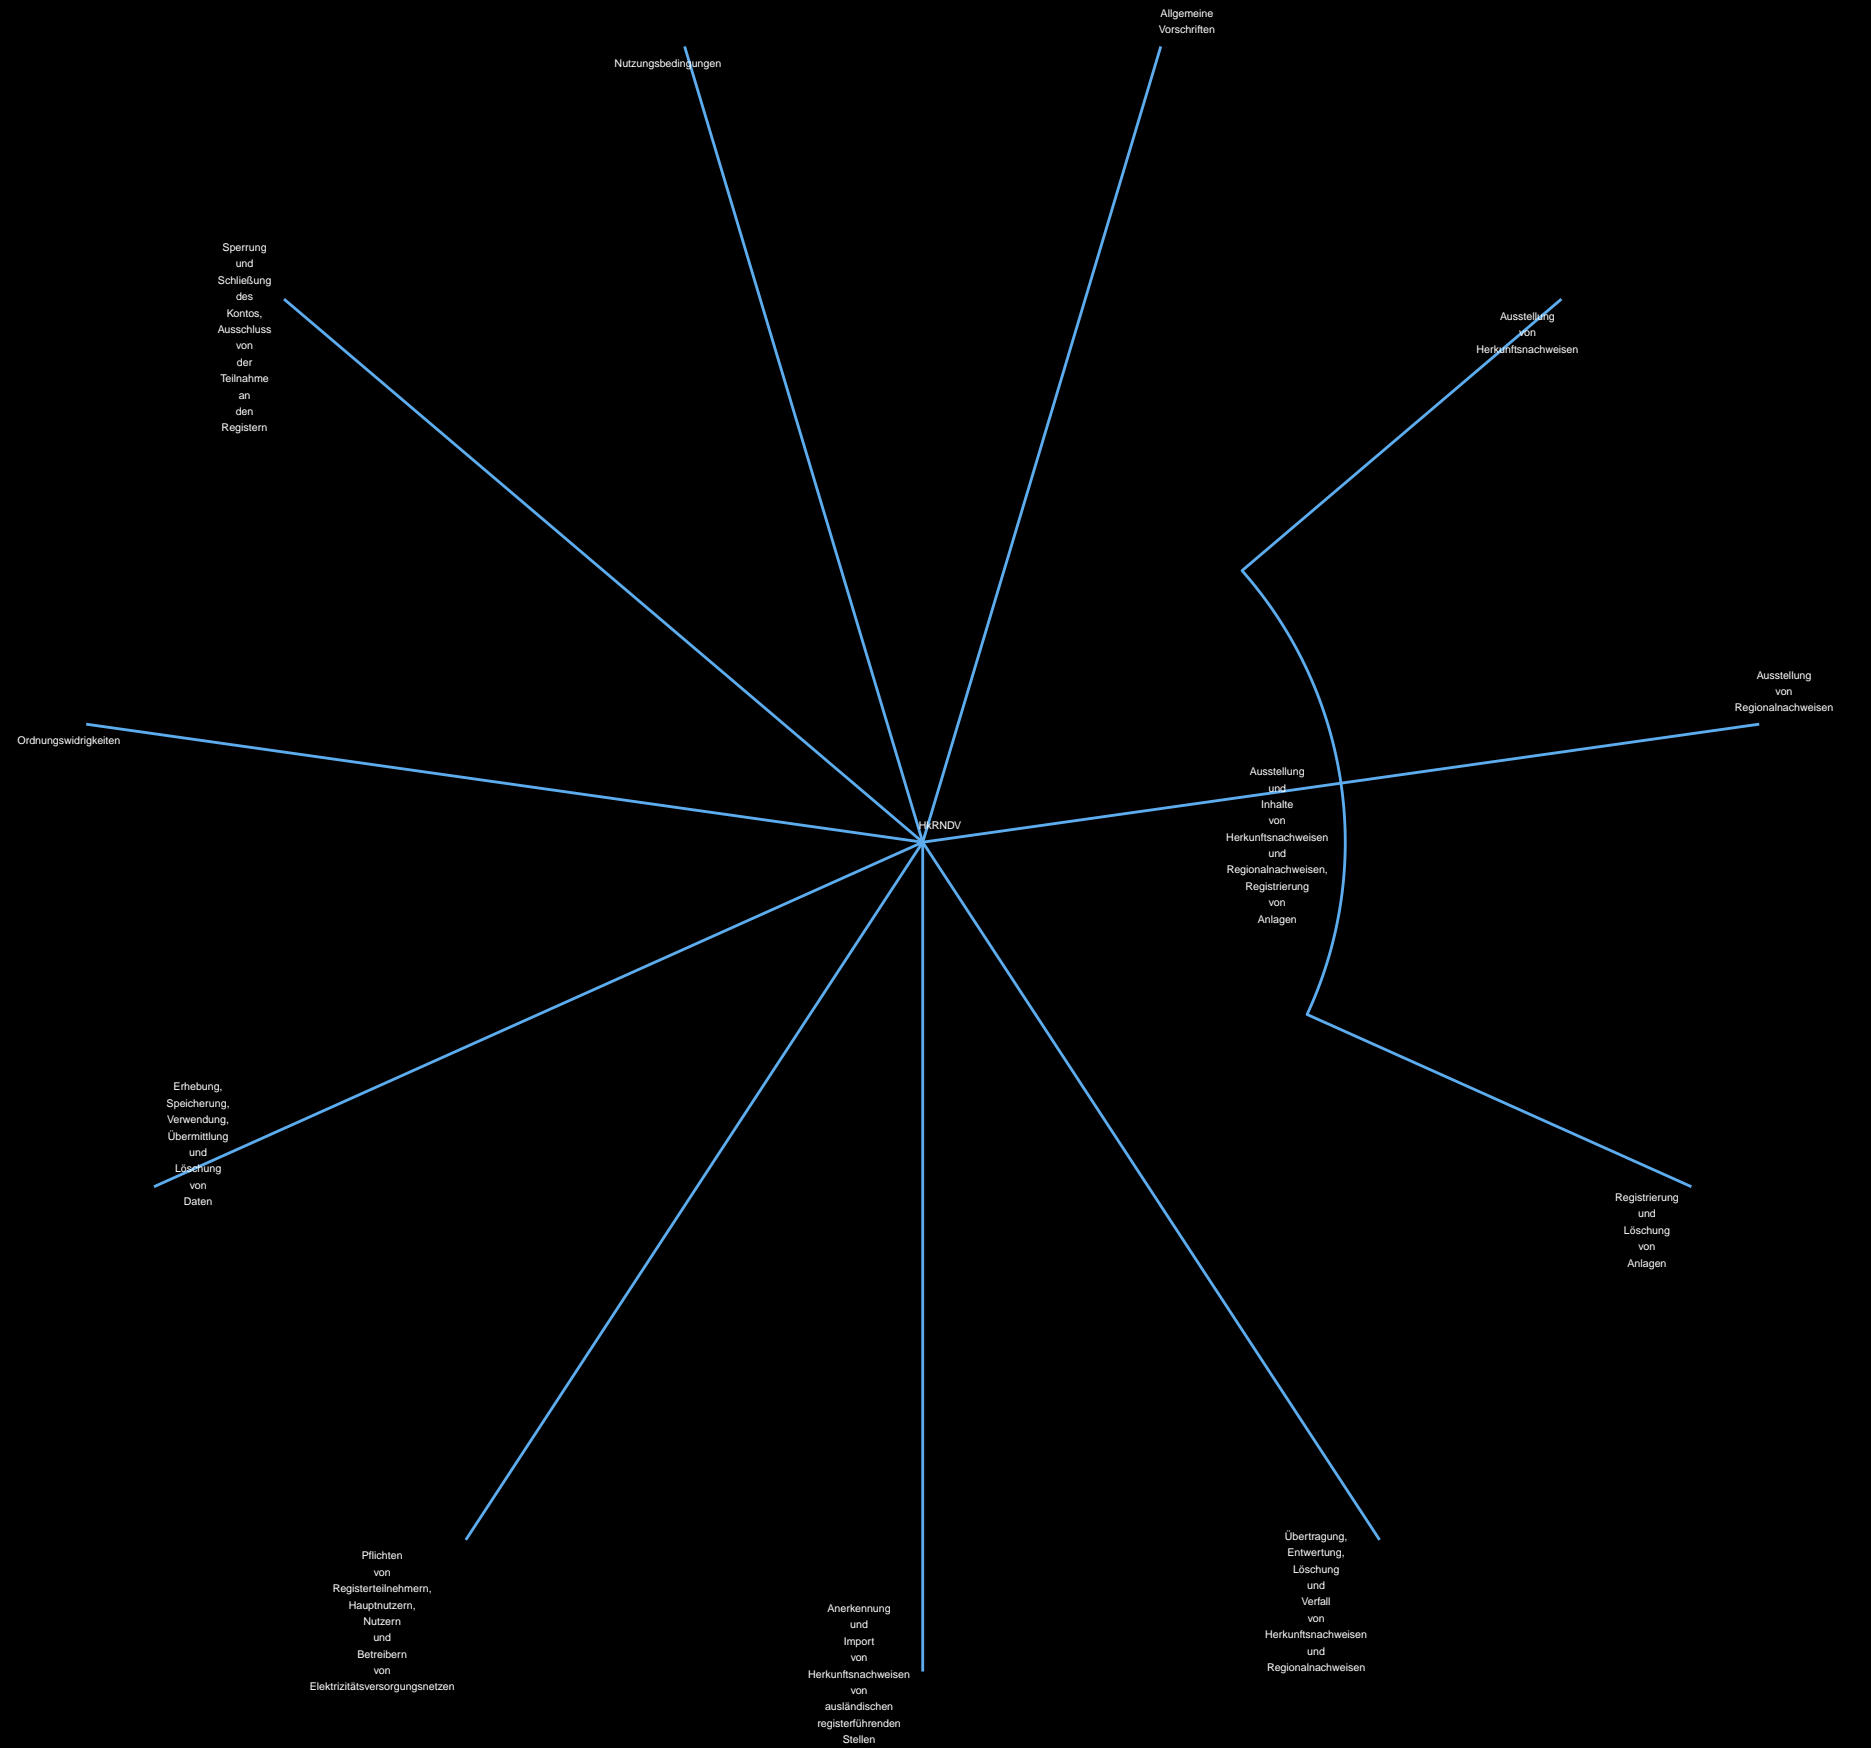 Allgemeine
Vorschriften
Nutzungsbedingungen
Sperrung
und
Schließung
des
Kontos,
Ausschluss
von
der
Teilnahme
an
den
Registern
Ausstellung
von
Herkunftsnachweisen
Ausstellung
von
Regionalnachweisen
Ordnungswidrigkeiten
Ausstellung
und
Inhalte
von
Herkunftsnachweisen
und
Regionalnachweisen,
Registrierung
von
Anlagen
HkRNDV
Erhebung,
Speicherung,
Verwendung,
Übermittlung
und
Löschung
von
Daten
Registrierung
und
Löschung
von
Anlagen
Pflichten
von
Registerteilnehmern,
Hauptnutzern,
Nutzern
und
Betreibern
von
Elektrizitätsversorgungsnetzen
Anerkennung
und
Import
von
Herkunftsnachweisen
von
ausländischen
registerführenden
Stellen
Übertragung,
Entwertung,
Löschung
und
Verfall
von
Herkunftsnachweisen
und
Regionalnachweisen